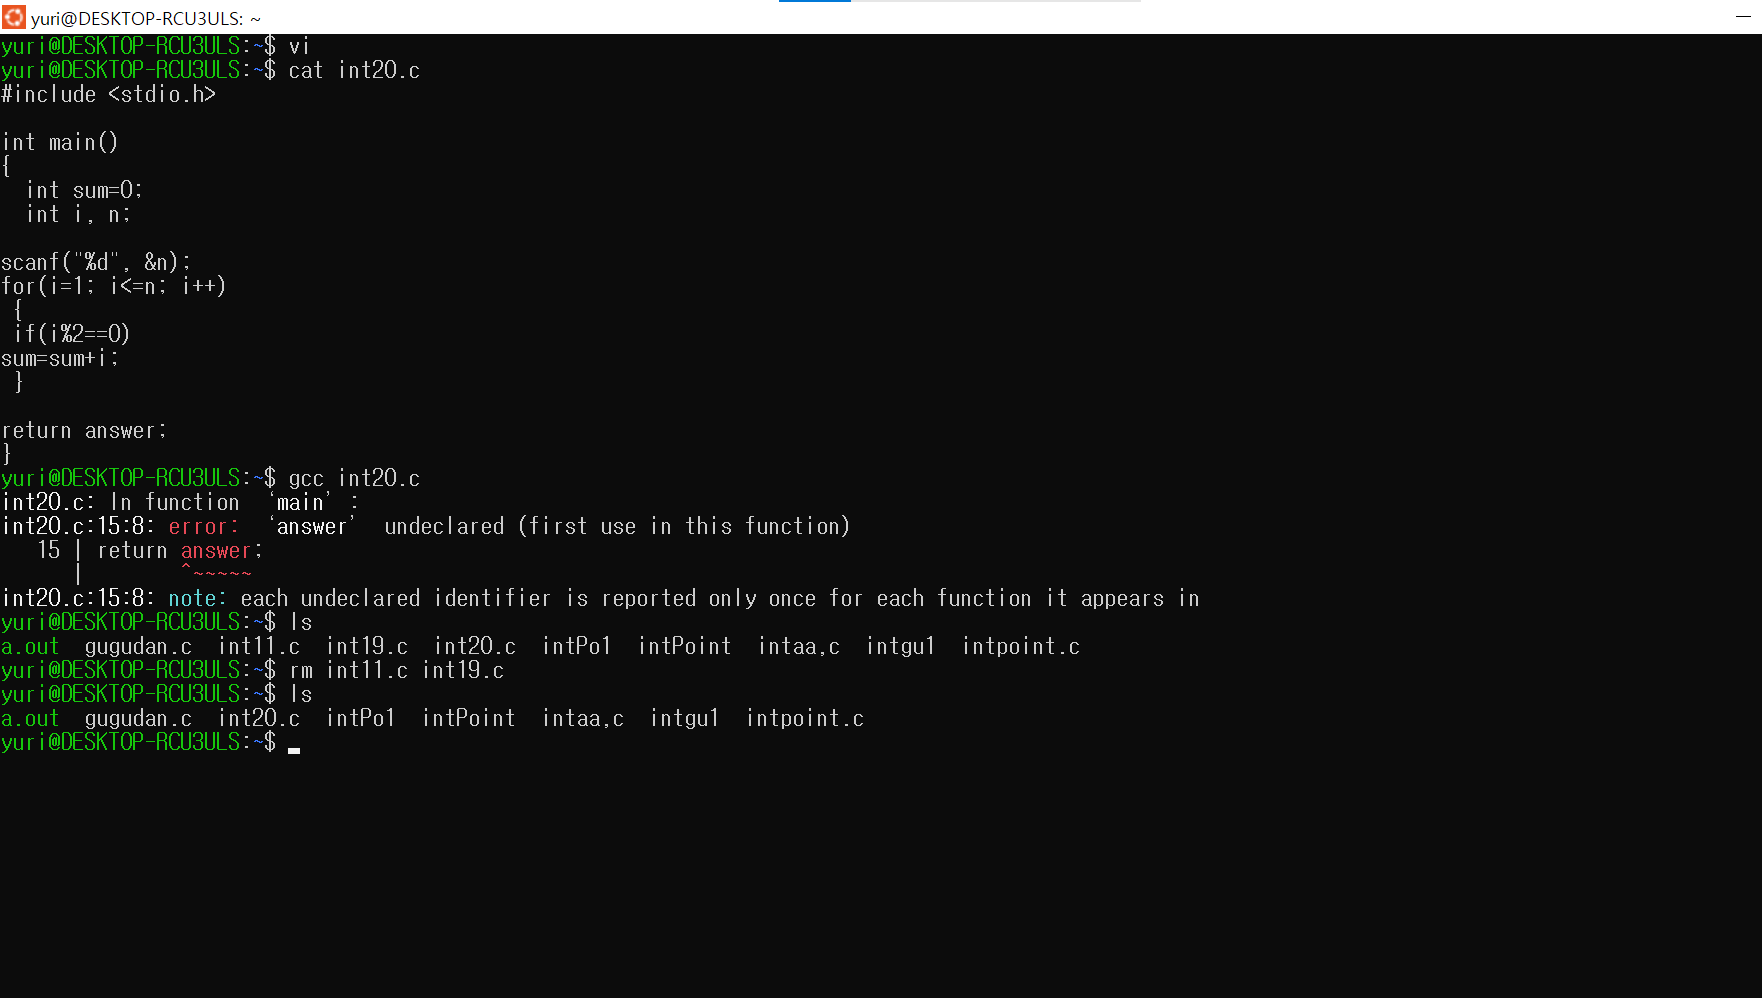 yuri@DESKTOP-RCU3ULS: ~
yuri@DESKTOP-RCU3ULS:~$ vi
yuri@DESKTOP-RCU3ULS:~$ cat int20.c
#include <stdio.h>
int main()
{
  int sum=0;
  int i, n;
scanf("%d", &n);
for(i=1; i<=n; i++)
 {
 if(i%2==0)
sum=sum+i;
 }
return answer;
}
yuri@DESKTOP-RCU3ULS:~$ gcc int20.c
int20.c: In function ‘main’:
int20.c:15:8: error: ‘answer’ undeclared (first use in this function)
   15 | return answer;
      |        ^~~~~~
int20.c:15:8: note: each undeclared identifier is reported only once for each function it appears in
yuri@DESKTOP-RCU3ULS:~$ ls
a.out  gugudan.c  int11.c  int19.c  int20.c  intPo1  intPoint  intaa,c  intgu1  intpoint.c
yuri@DESKTOP-RCU3ULS:~$ rm int11.c int19.c
yuri@DESKTOP-RCU3ULS:~$ ls
a.out  gugudan.c  int20.c  intPo1  intPoint  intaa,c  intgu1  intpoint.c
yuri@DESKTOP-RCU3ULS:~$